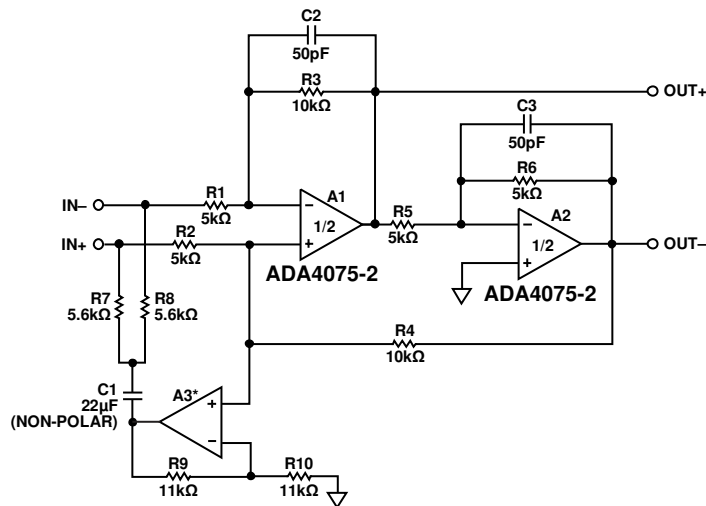 C2
50pF
R3
10kΩ
OUT+
C3
50pF
R6
5kΩ
IN–
R1
5kΩ
A1
–
1/2
+
R5
5kΩ
A2
–
1/2
+
OUT–
IN+
R2
5kΩ
ADA4075-2
ADA4075-2
R7
5.6kΩ
R8
5.6kΩ
R4
10kΩ
C1
22µF
(NON-POLAR)
A3*
+
–
R9
11kΩ
R10
11kΩ